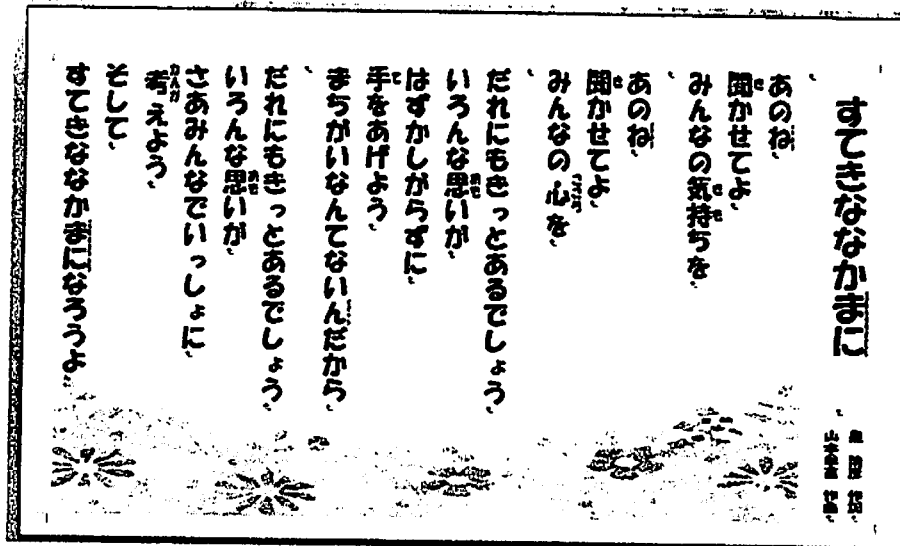 すてきななかまに
あのね
聞かせてよ
みんなの気持ちを
あのね
聞かせてよ
みんなの心を
だれにもきっとあるでしょう
いろんな思いが
はずかしがらずに
手をあげよう
まちがいなんてないんだから
だれにもきっとあるでしょう
いろんな思いが
さあみんなでいっしょに
考えよう
そして
すてきななかまになろうよ